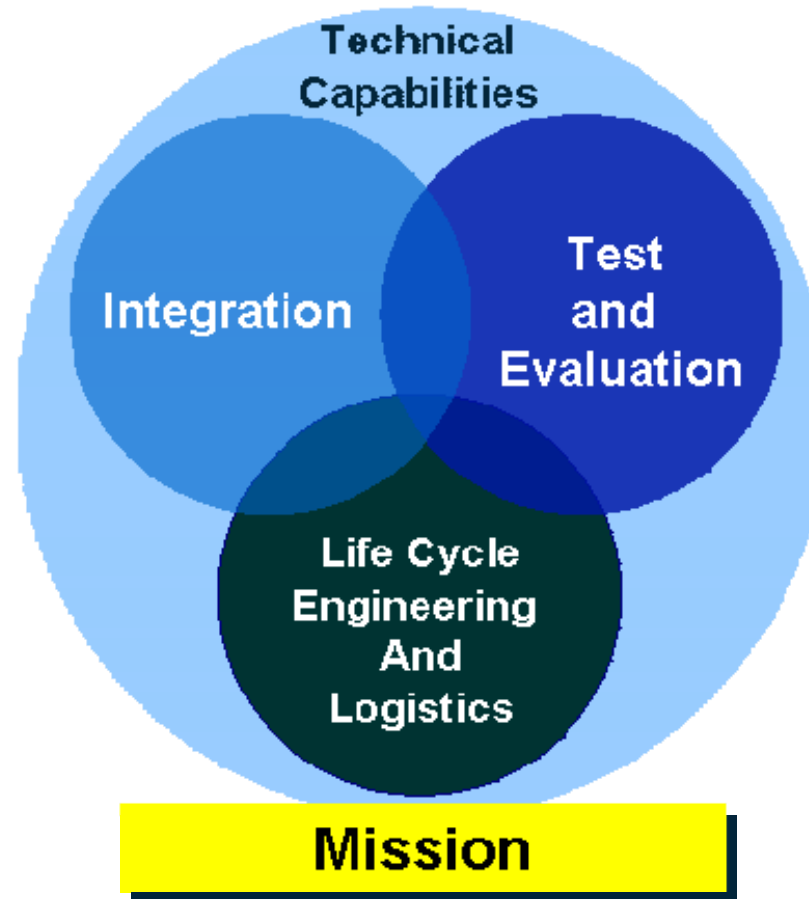 Technical
Capabilities
Integration
Test
and
Evaluation
Life Cycle
Engineering
And
Logistics
Mission